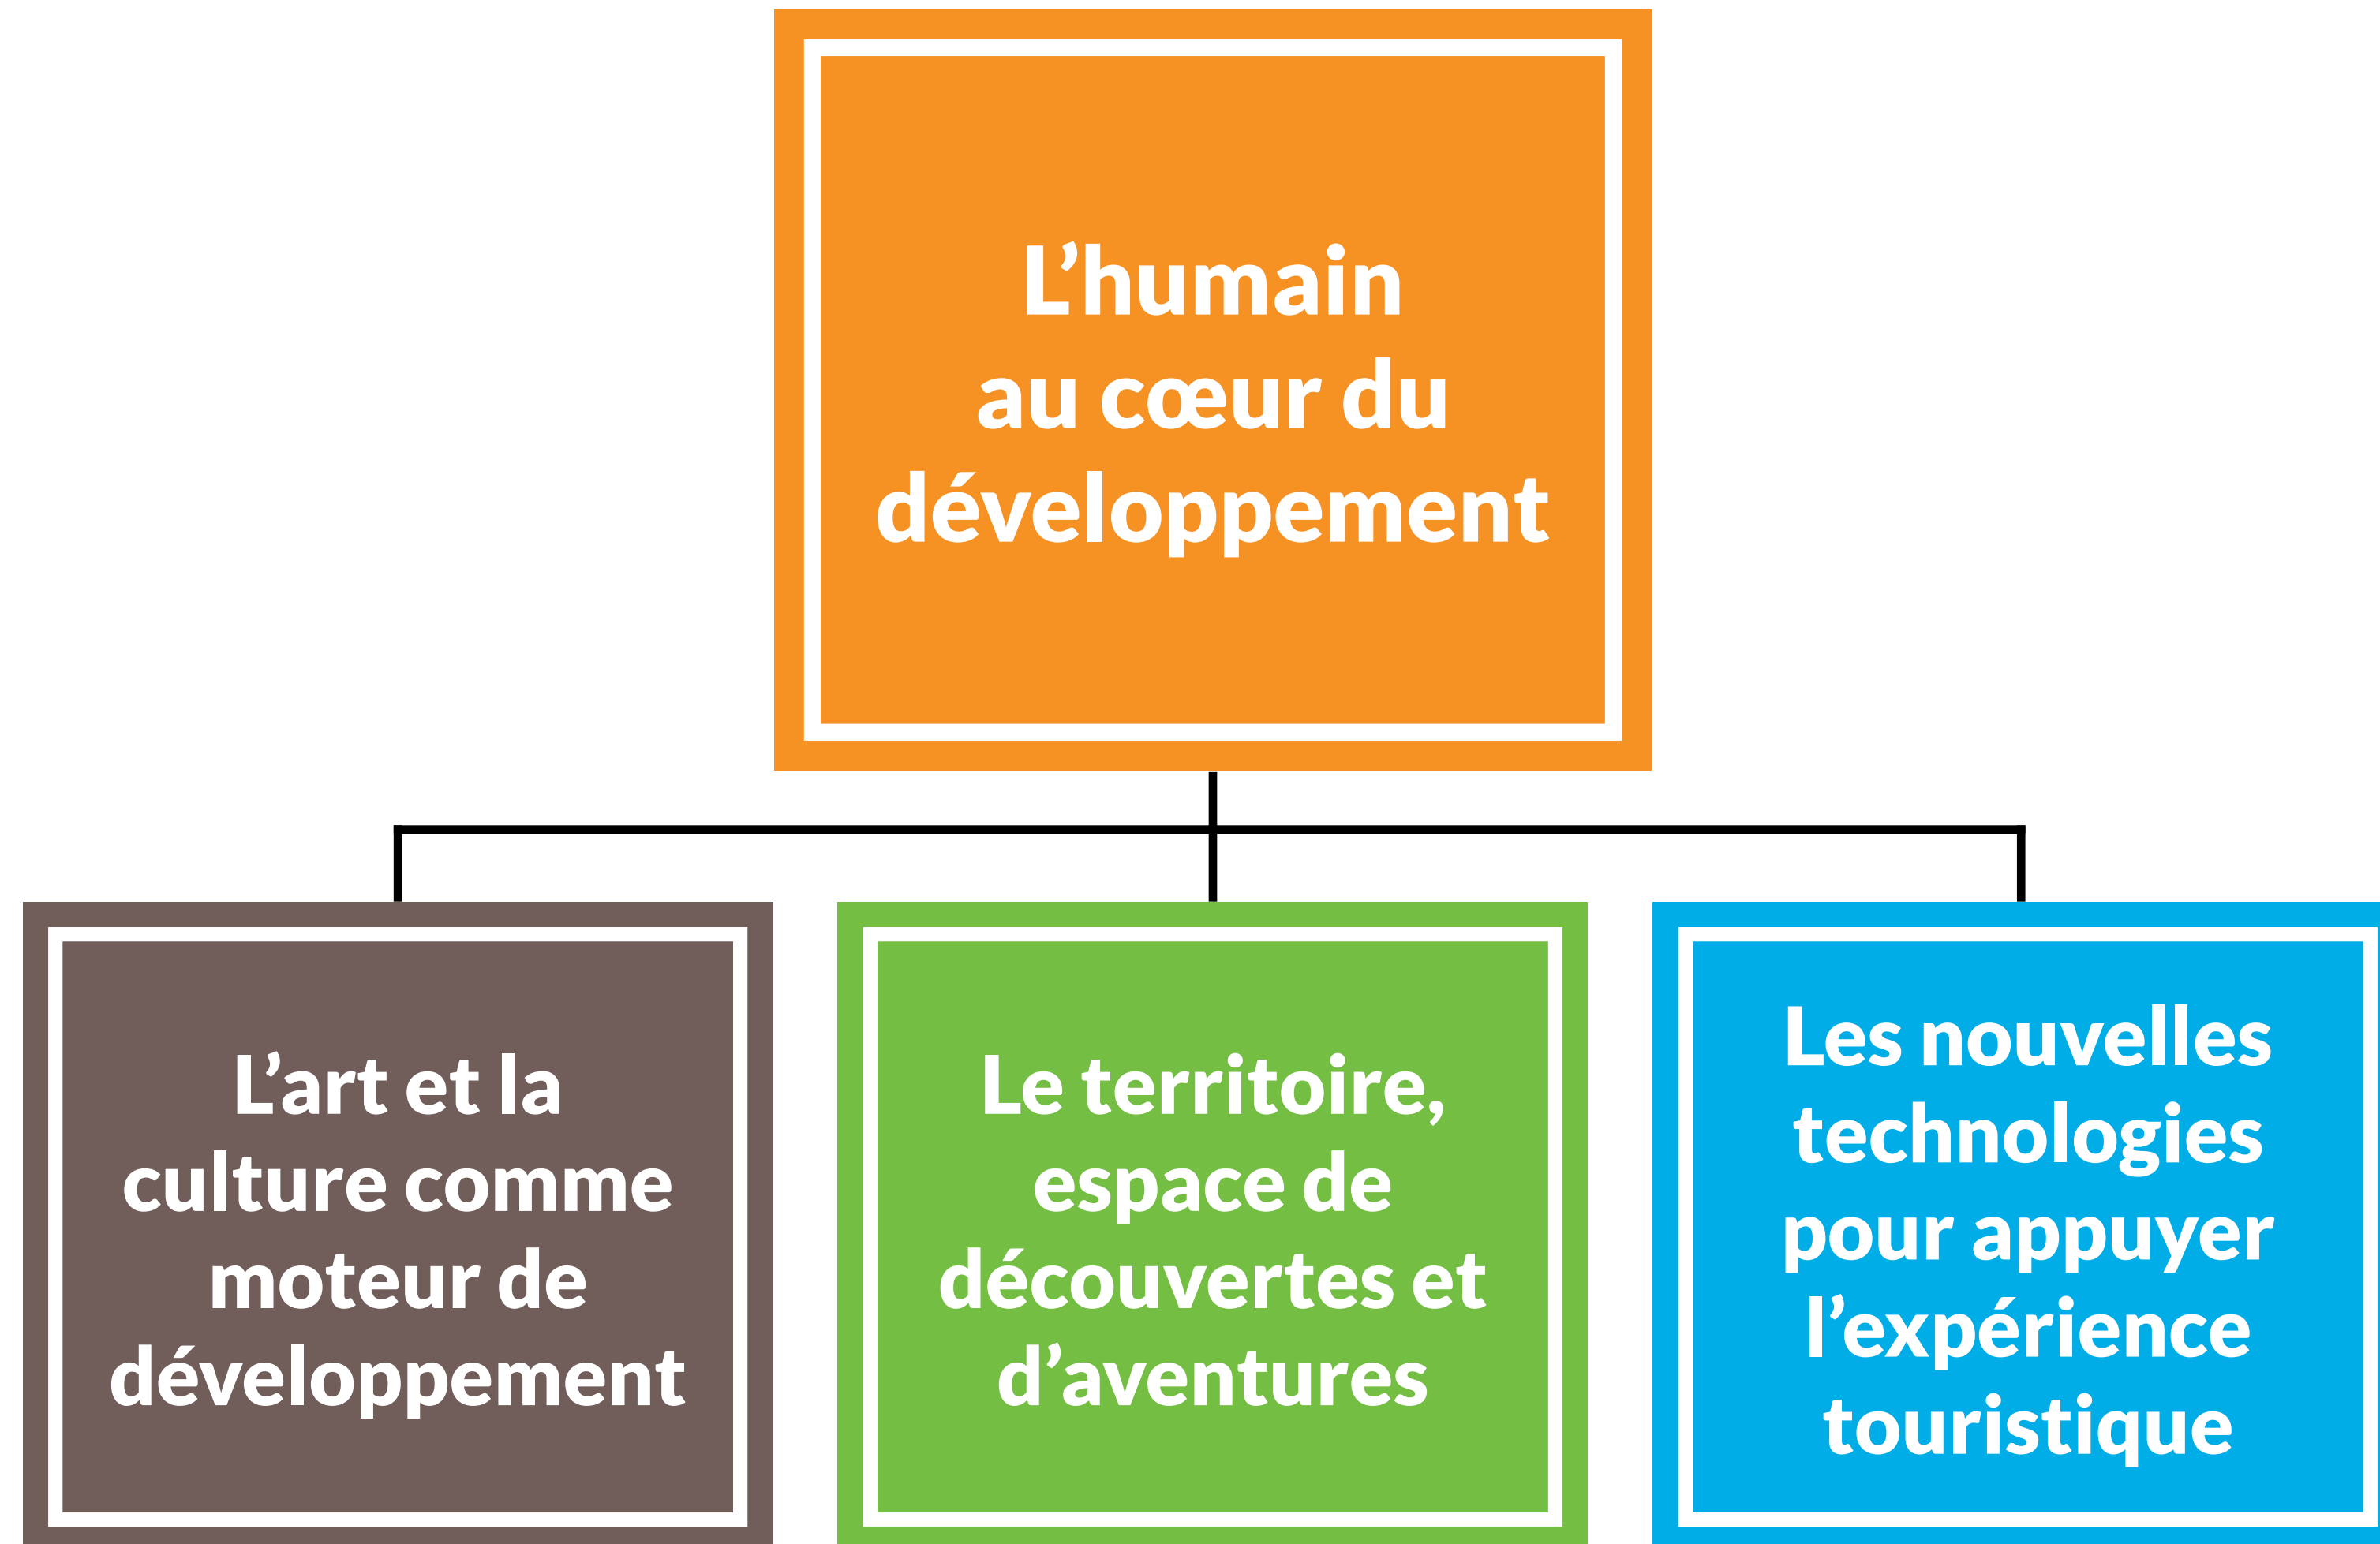 L’humain
au cœur du
développement
L’art et la
culture comme
moteur de
développement
Le territoire,
espace de
découvertes et
d’aventures
Les nouvelles
technologies
pour appuyer
l’expérience
touristique